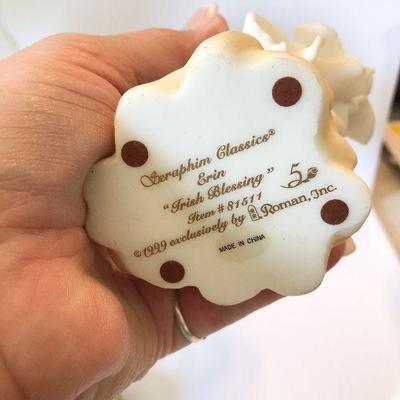 Seraphim Classics®
Erin
"Irish Blessing" 5
Item # 81511
©1999 exclusively by Roman, Inc.
MADE IN CHINA